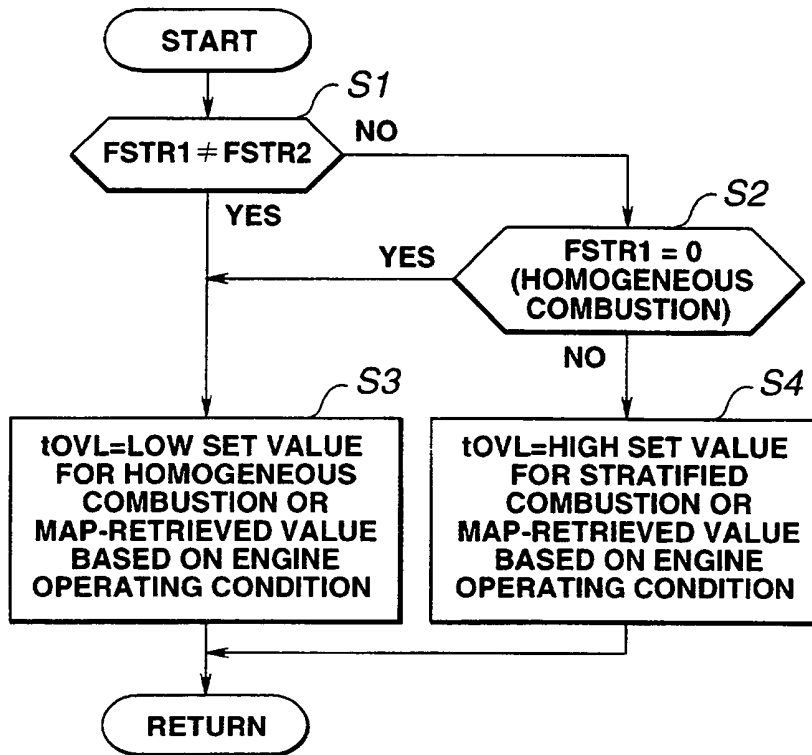 START
S1
FSTR1≠FSTR2
NO
YES
S2
FSTR1 = 0
(HOMOGENEOUS
COMBUSTION)
YES
NO
S3
tOVL=LOW SET VALUE
FOR HOMOGENEOUS
COMBUSTION OR
MAP-RETRIEVED VALUE
BASED ON ENGINE
OPERATING CONDITION
S4
tOVL=HIGH SET VALUE
FOR STRATIFIED
COMBUSTION OR
MAP-RETRIEVED VALUE
BASED ON ENGINE
OPERATING CONDITION
RETURN